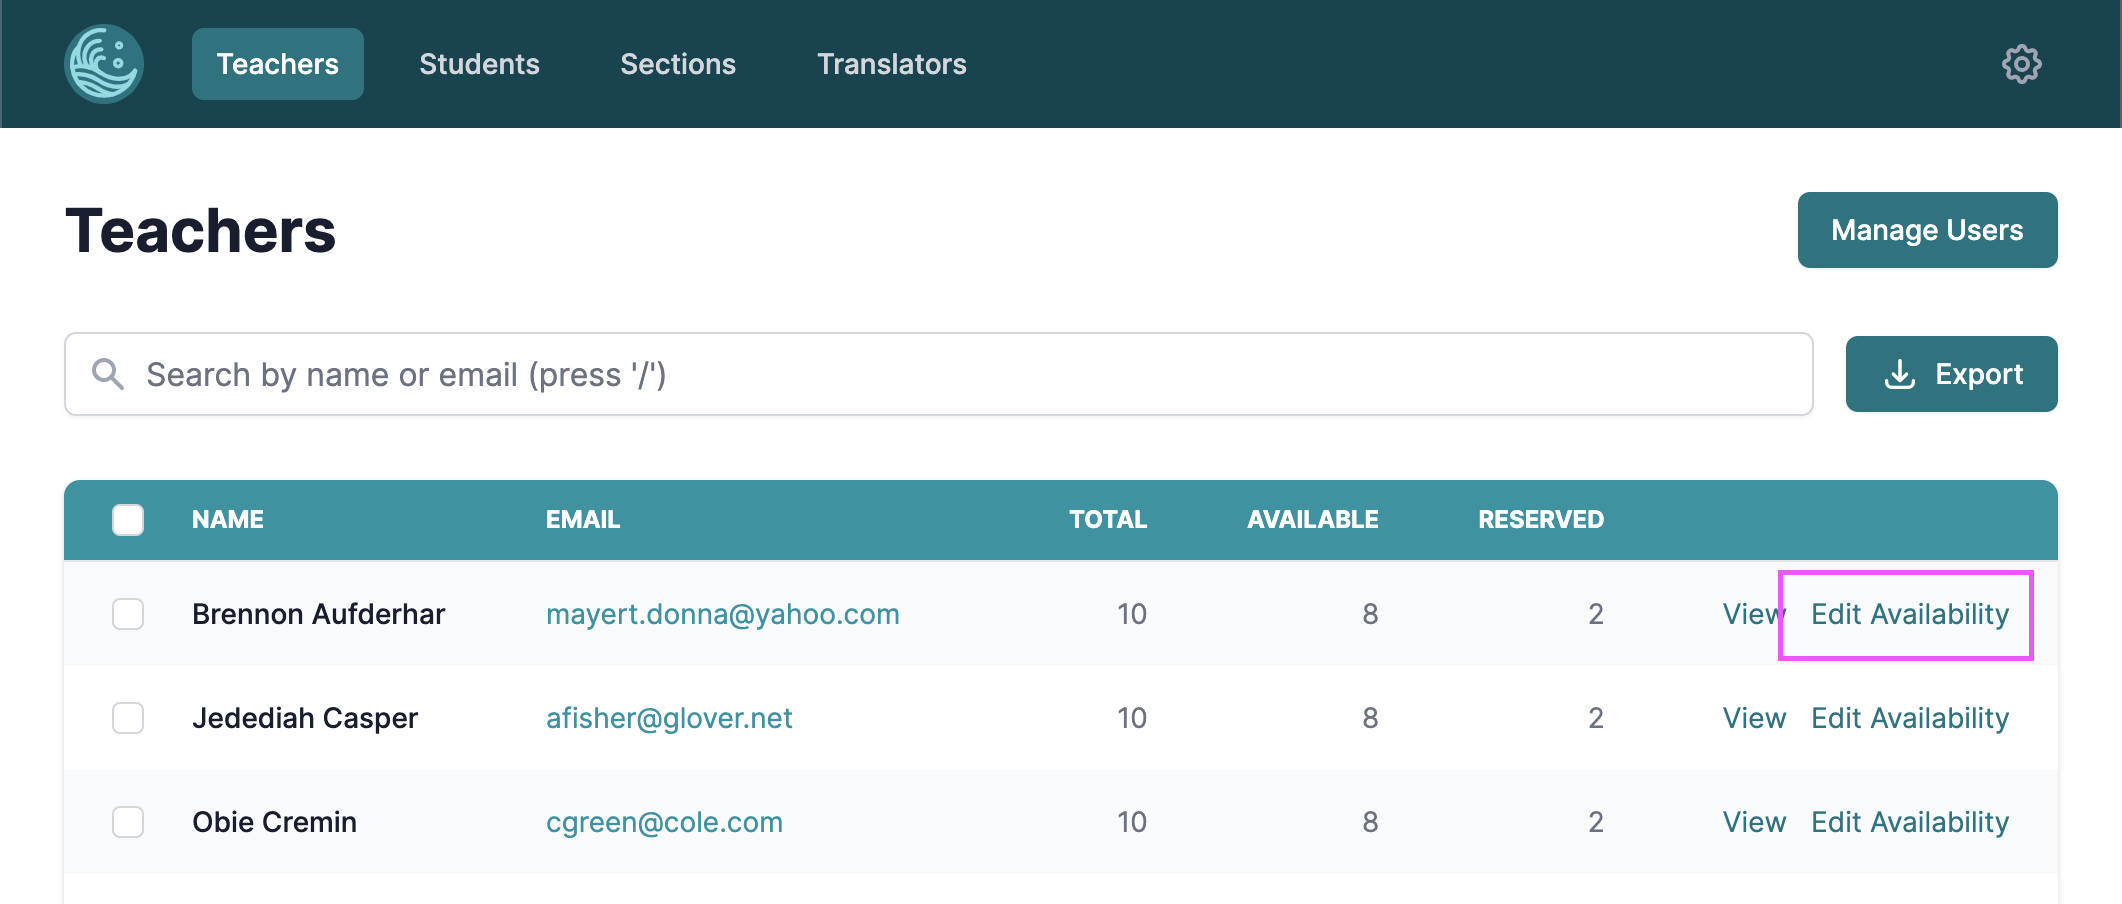 Teachers Students Sections Translators
Teachers
Manage Users
Search by name or email (press '/')
Export
NAME EMAIL TOTAL AVAILABLE RESERVED
Brennon Aufderhar mayert.donna@yahoo.com 10 8 2 View Edit Availability
Jedediah Casper afisher@glover.net 10 8 2 View Edit Availability
Obie Cremin cgreen@cole.com 10 8 2 View Edit Availability